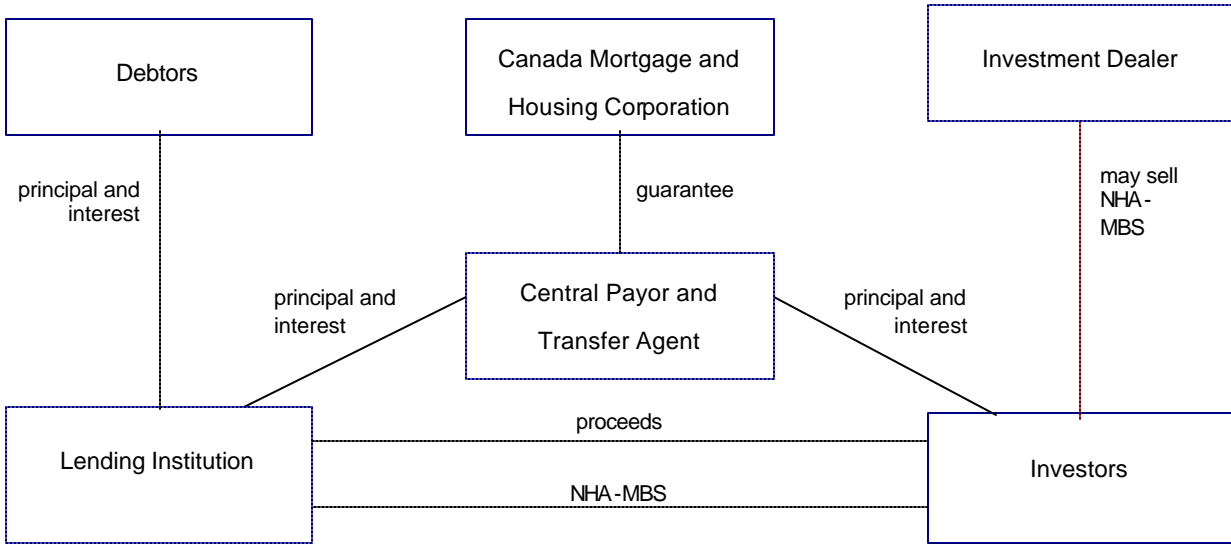 Debtors
Canada Mortgage and
Housing Corporation
Investment Dealer
principal and
interest
guarantee
may sell
NHA-
MBS
principal and
interest
Central Payor and
Transfer Agent
principal and
interest
Lending Institution
proceeds
NHA-MBS
Investors